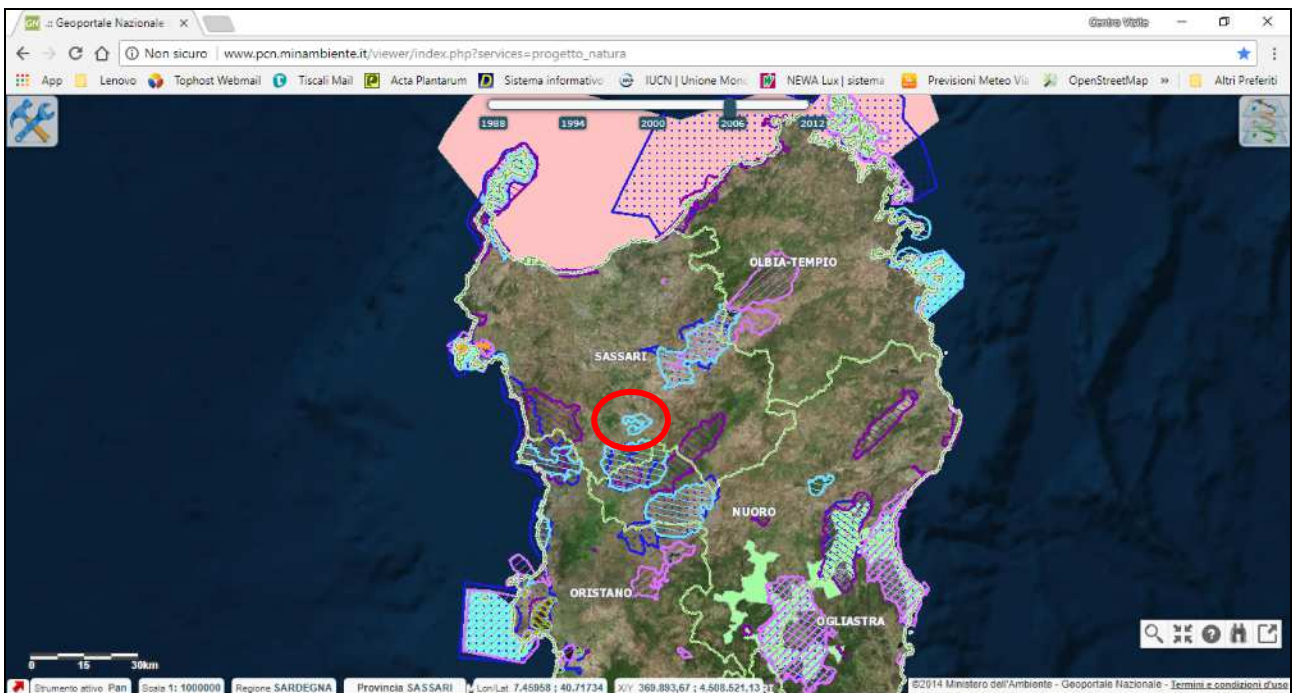 GN .:: Geoportale Nazionale
Centro Visita
Non sicuro www.pcn.minambiente.it/viewer/index.php?services=progetto_natura
App Lenovo Tophost Webmail Tiscali Mail Acta Plantarum Sistema informativo IUCN | Unione Mon NEWA Lux | sistema Previsioni Meteo Via OpenStreetMap » Altri Preferiti
1988 1994 2000 2006 2012
OLBIA-TEMPIO
SASSARI
NUORO
ORISTANO
OGLIASTRA
0 15 30km
Strumento attivo Pan Scala 1: 1000000 Regione SARDEGNA Provincia SASSARI Lon/Lat 7.45958 ; 40.71734 X/Y 369.893,67 ; 4.508.521,13 ©2014 Ministero dell'Ambiente - Geoportale Nazionale - Termini e condizioni d'uso